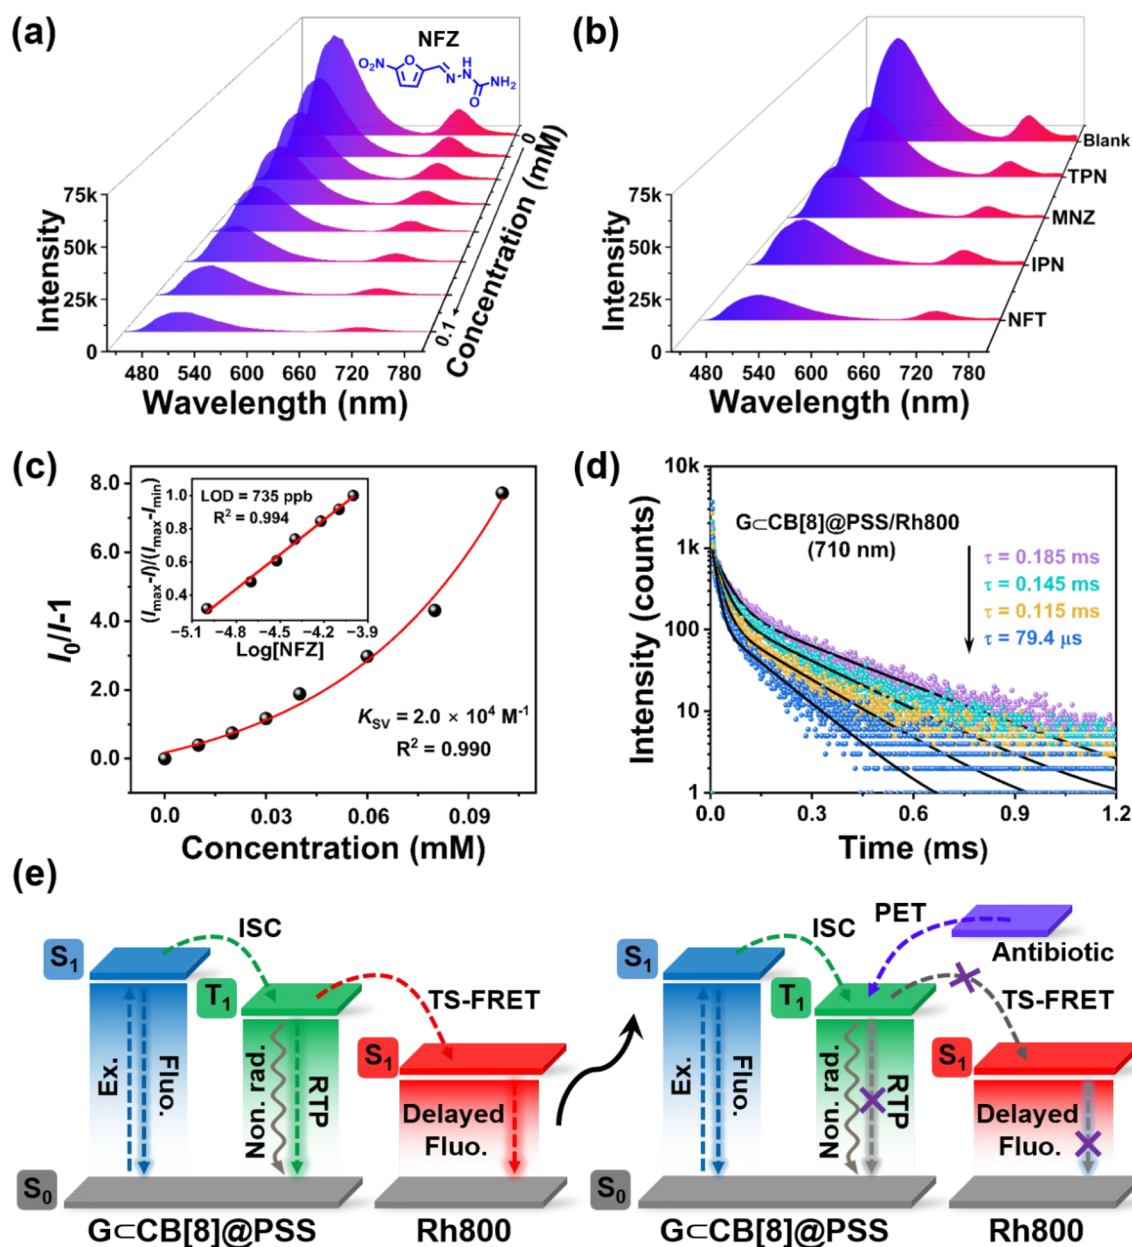 (a)
NFZ
O₂N
O
N
H
N
NH₂
O
0
0.1
Concentration (mM)
75k
50k
25k
0
Intensity
480 540 600 660 720 780
Wavelength (nm)
(b)
Blank
TPN
MNZ
IPN
NFT
75k
50k
25k
0
Intensity
480 540 600 660 720 780
Wavelength (nm)
(c)
8.0
6.0
4.0
2.0
0.0
I₀/I-1
(Imax-I)/(Imax-Imin)
1.0
0.8
0.6
0.4
LOD = 735 ppb
R² = 0.994
−5.1 −4.8 −4.5 −4.2 −3.9
Log[NFZ]
KSV = 2.0 × 10⁴ M⁻¹
R² = 0.990
0.0 0.03 0.06 0.09
Concentration (mM)
(d)
10k
1k
100
10
1
Intensity (counts)
G⊂CB[8]@PSS/Rh800
(710 nm)
τ = 0.185 ms
τ = 0.145 ms
τ = 0.115 ms
τ = 79.4 μs
0.0 0.3 0.6 0.9 1.2
Time (ms)
(e)
S₁
ISC
T₁
TS-FRET
S₁
Ex.
Fluo.
Non. rad.
RTP
Delayed
Fluo.
S₀
G⊂CB[8]@PSS
Rh800
S₁
ISC
PET
Antibiotic
T₁
TS-FRET
S₁
Ex.
Fluo.
Non. rad.
RTP
Delayed
Fluo.
S₀
G⊂CB[8]@PSS
Rh800